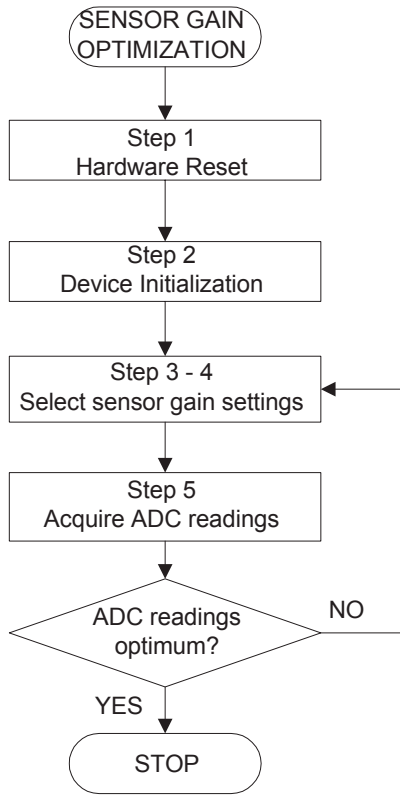 SENSOR GAIN
OPTIMIZATION
Step 1
Hardware Reset
Step 2
Device Initialization
Step 3 - 4
Select sensor gain settings
Step 5
Acquire ADC readings
ADC readings
optimum?
NO
YES
STOP